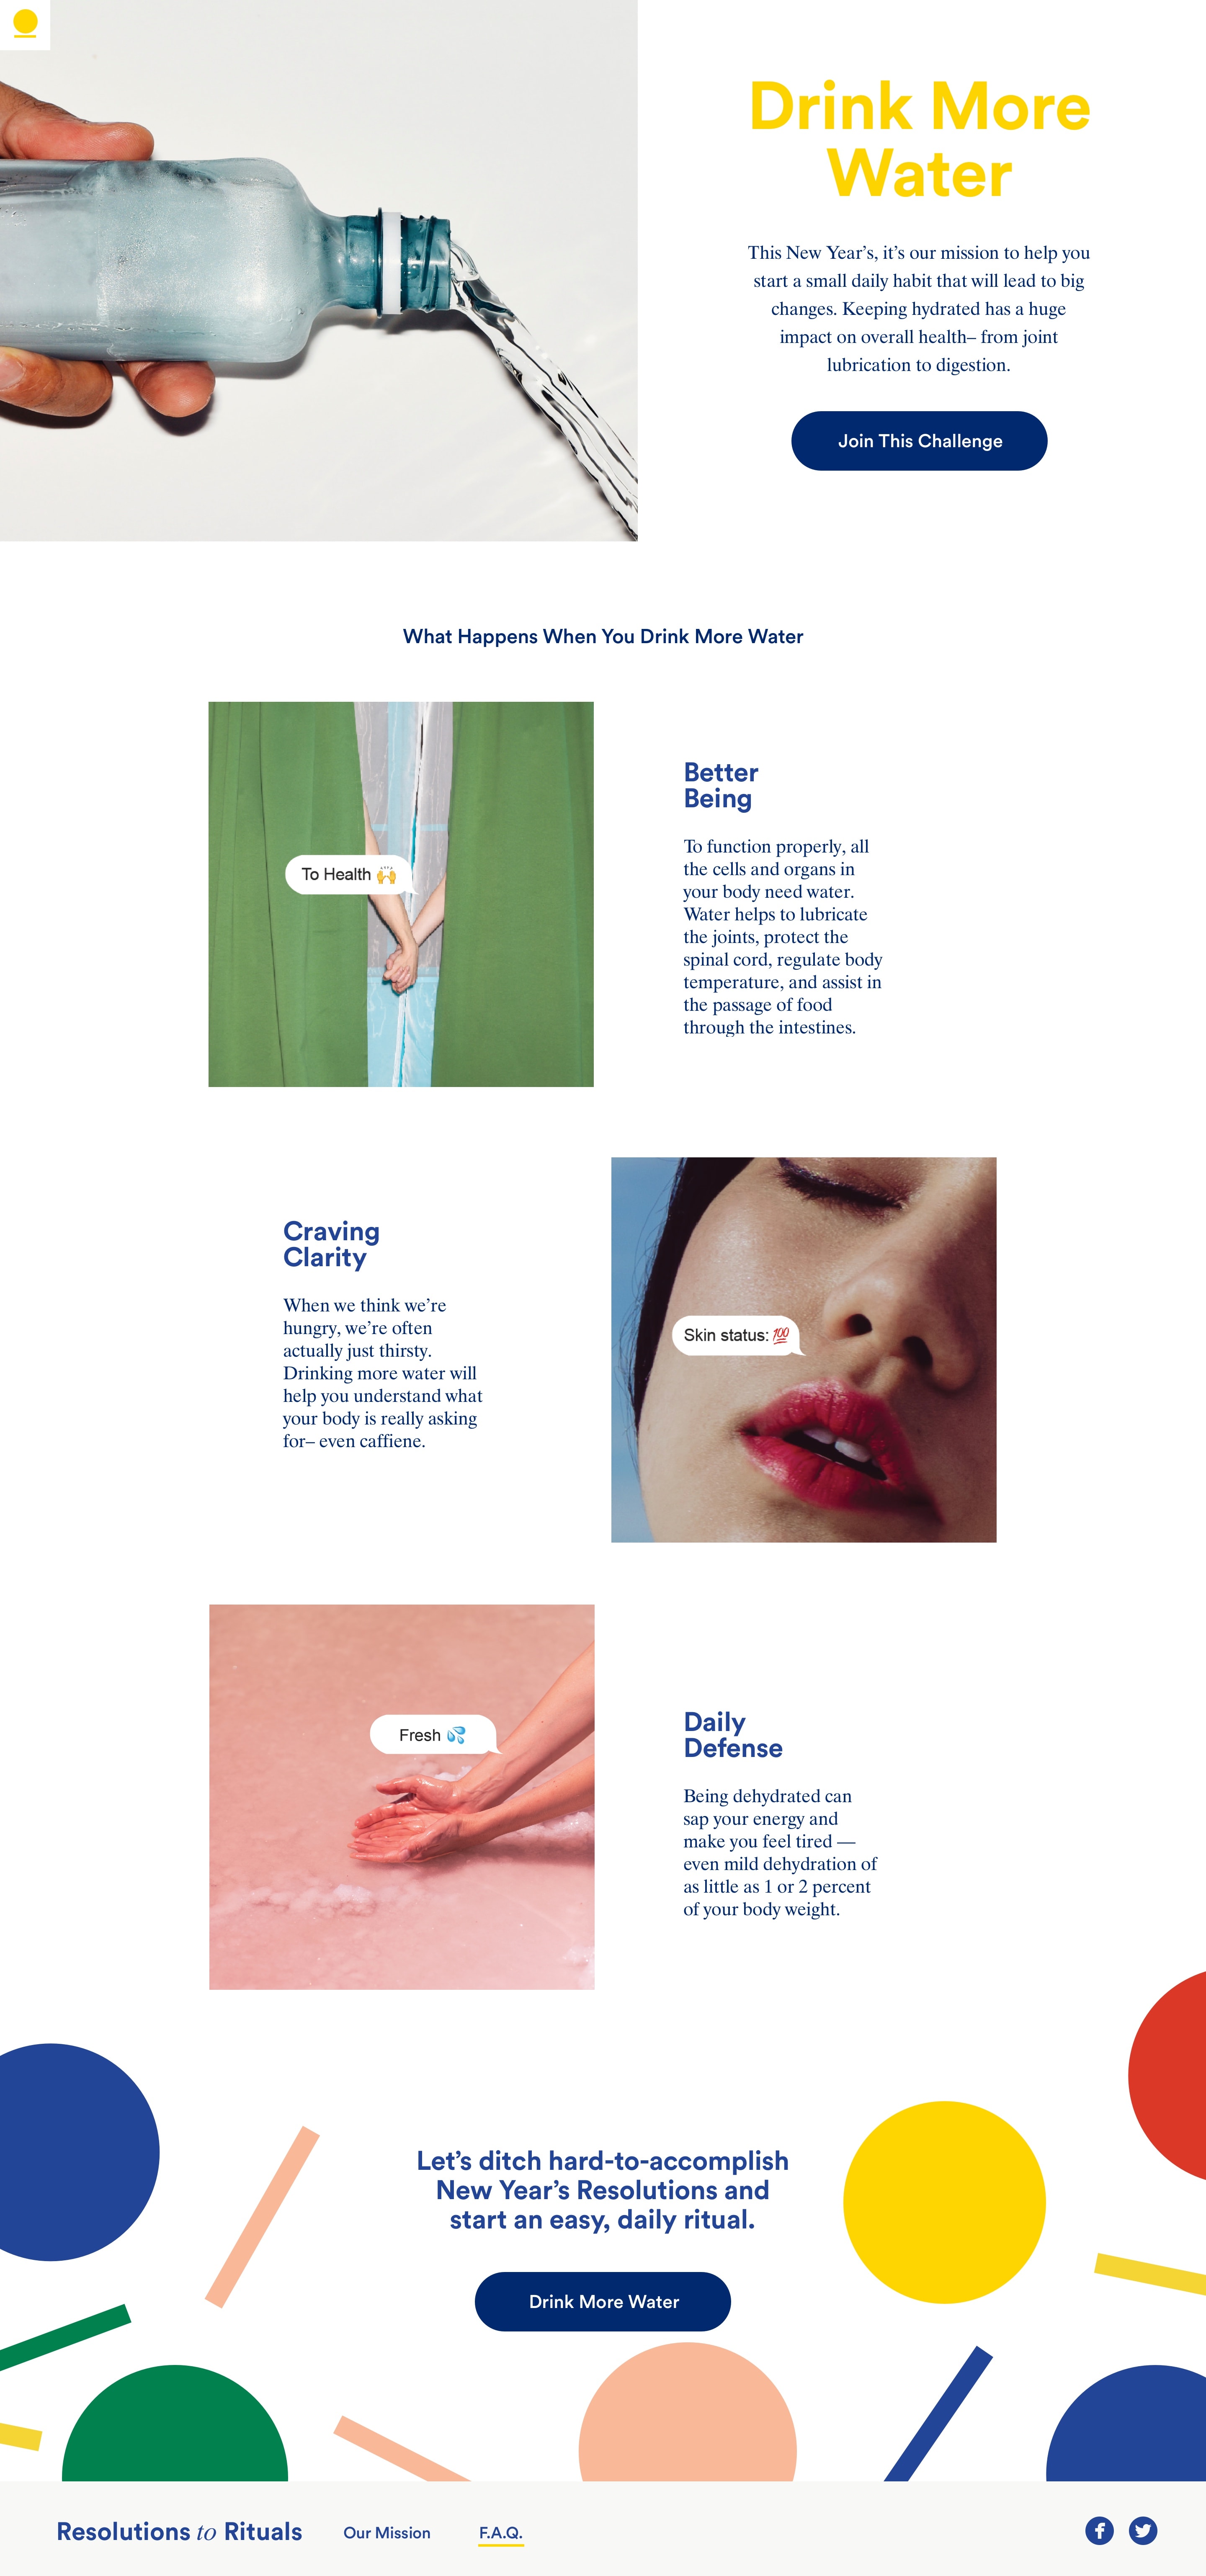 Drink More
Water
This New Year's, it's our mission to help you
start a small daily habit that will lead to big
changes. Keeping hydrated has a huge
impact on overall health– from joint
lubrication to digestion.
Join This Challenge
What Happens When You Drink More Water
To Health 🙌
Better
Being
To function properly, all
the cells and organs in
your body need water.
Water helps to lubricate
the joints, protect the
spinal cord, regulate body
temperature, and assist in
the passage of food
through the intestines.
Craving
Clarity
When we think we're
hungry, we're often
actually just thirsty.
Drinking more water will
help you understand what
your body is really asking
for– even caffiene.
Skin status: 💯
Fresh 💦
Daily
Defense
Being dehydrated can
sap your energy and
make you feel tired —
even mild dehydration of
as little as 1 or 2 percent
of your body weight.
Let's ditch hard-to-accomplish
New Year's Resolutions and
start an easy, daily ritual.
Drink More Water
Resolutions to Rituals
Our Mission
F.A.Q.